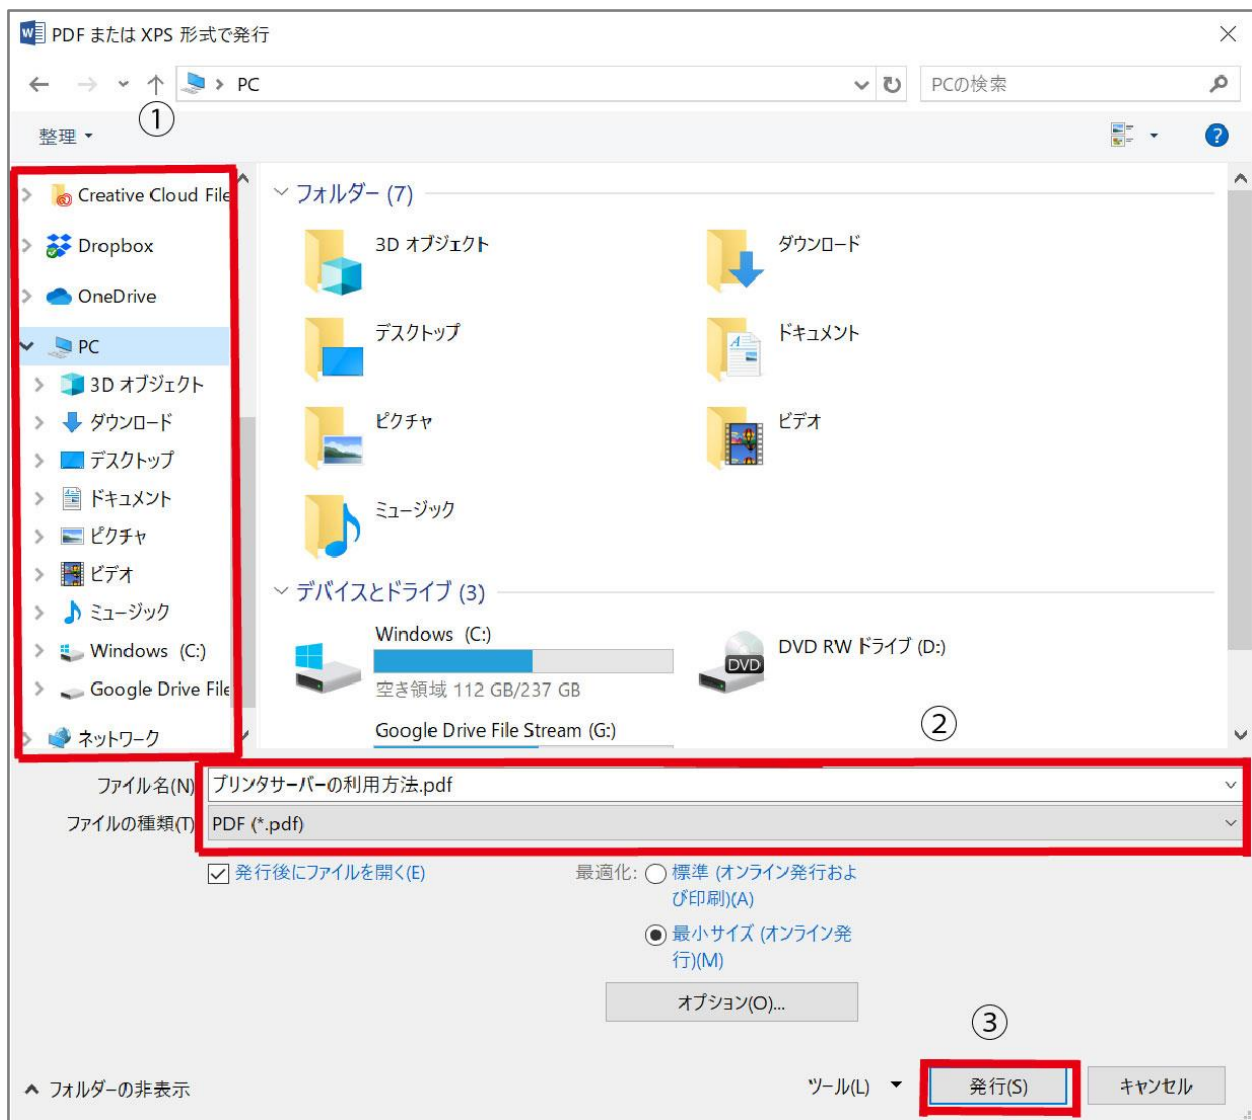 PDF または XPS 形式で発行
PC
PCの検索
①
整理
Creative Cloud File
Dropbox
OneDrive
PC
3D オブジェクト
ダウンロード
デスクトップ
ドキュメント
ピクチャ
ビデオ
ミュージック
Windows (C:)
Google Drive File
ネットワーク
フォルダー (7)
3D オブジェクト
ダウンロード
デスクトップ
ドキュメント
ピクチャ
ビデオ
ミュージック
デバイスとドライブ (3)
Windows (C:)
空き領域 112 GB/237 GB
DVD RW ドライブ (D:)
DVD
Google Drive File Stream (G:)
②
ファイル名(N)
プリンタサーバーの利用方法.pdf
ファイルの種類(T)
PDF (*.pdf)
発行後にファイルを開く(E)
最適化:
標準 (オンライン発行およ
び印刷)(A)
最小サイズ (オンライン発
行)(M)
オプション(O)...
③
フォルダーの非表示
ツール(L)
発行(S)
キャンセル